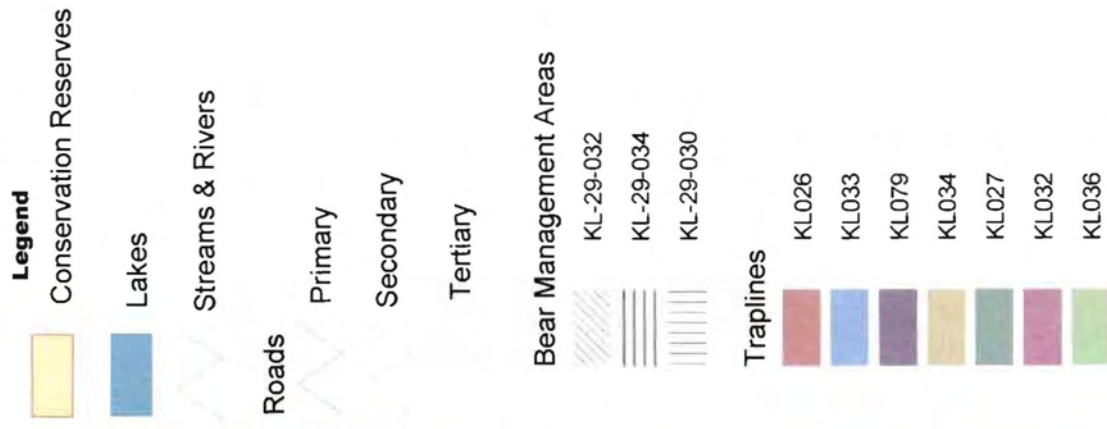 Legend
Conservation Reserves
Lakes
Streams & Rivers
Roads
Primary
Secondary
Tertiary
Bear Management Areas
KL-29-032
KL-29-034
KL-29-030
Traplines
KL026
KL033
KL079
KL034
KL027
KL032
KL036